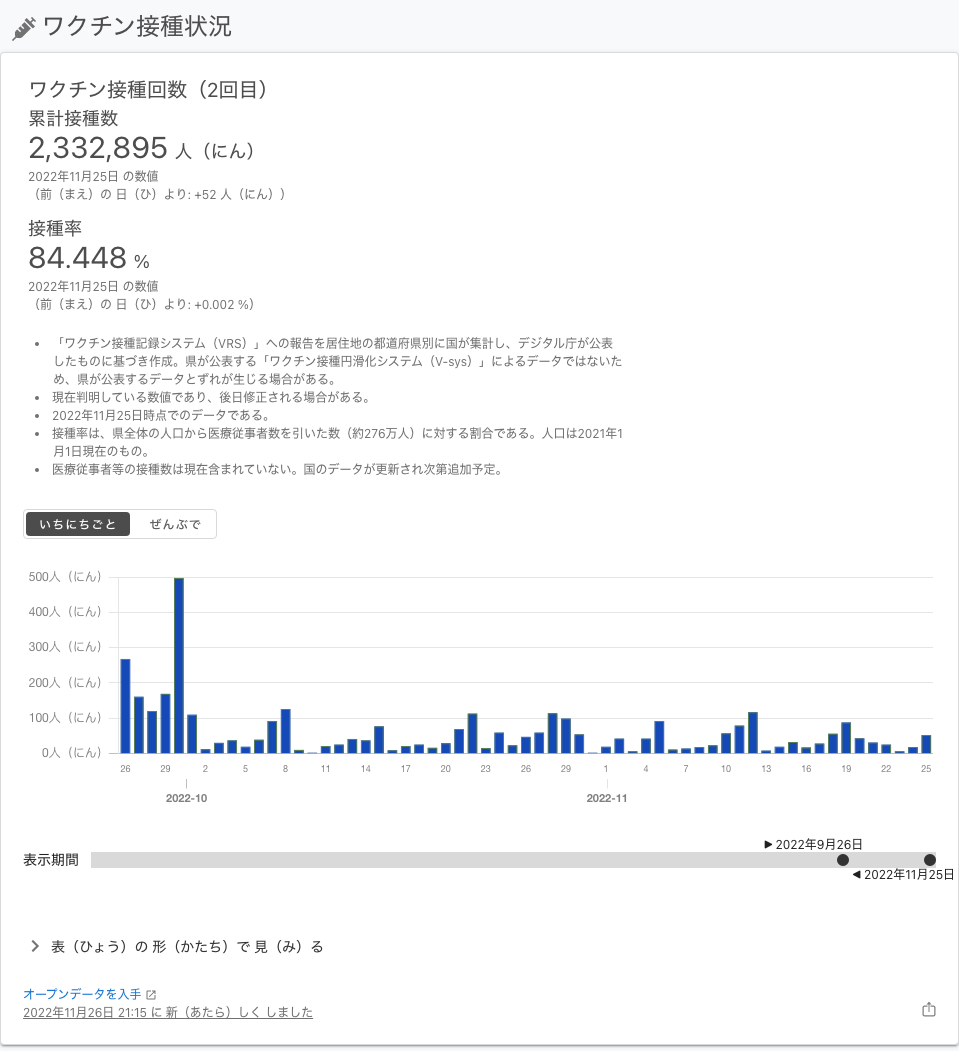 ワクチン接種状況
ワクチン接種回数（2回目）
累計接種数
2,332,895 人（にん）
2022年11月25日 の数値
（前（まえ）の 日（ひ）より: +52 人（にん））
接種率
84.448 %
2022年11月25日 の数値
（前（まえ）の 日（ひ）より: +0.002 %）
「ワクチン接種記録システム（VRS）」への報告を居住地の都道府県別に国が集計し、デジタル庁が公表
したものに基づき作成。県が公表する「ワクチン接種円滑化システム（V-sys）」によるデータではないた
め、県が公表するデータとずれが生じる場合がある。
現在判明している数値であり、後日修正される場合がある。
2022年11月25日時点でのデータである。
接種率は、県全体の人口から医療従事者数を引いた数（約276万人）に対する割合である。人口は2021年1
月1日現在のもの。
医療従事者等の接種数は現在含まれていない。国のデータが更新され次第追加予定。
いちにちごと ぜんぶで
500人（にん）
400人（にん）
300人（にん）
200人（にん）
100人（にん）
0人（にん）
26 29 2 5 8 11 14 17 20 23 26 29 1 4 7 10 13 16 19 22 25
2022-10 2022-11
▶ 2022年9月26日
表示期間
◀ 2022年11月25日
表（ひょう）の 形（かたち）で 見（み）る
オープンデータを入手
2022年11月26日 21:15 に 新（あたら）しく しました